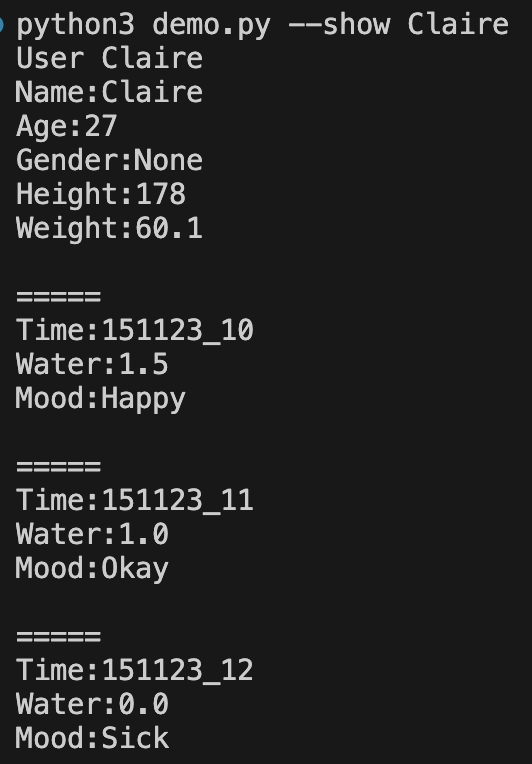 python3 demo.py --show Claire
User Claire
Name:Claire
Age:27
Gender:None
Height:178
Weight:60.1
=====
Time:151123_10
Water:1.5
Mood:Happy
=====
Time:151123_11
Water:1.0
Mood:Okay
=====
Time:151123_12
Water:0.0
Mood:Sick